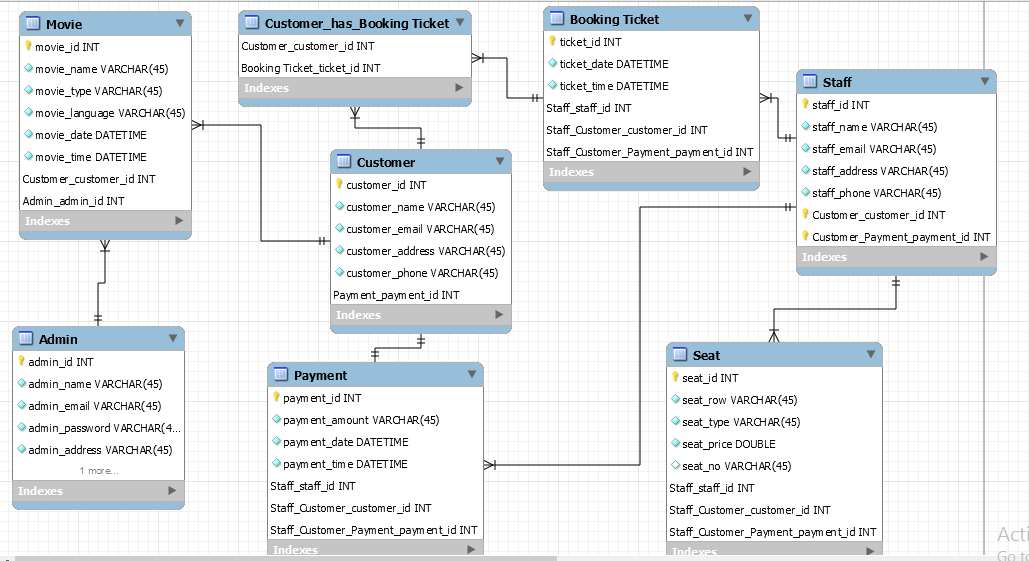 Movie
movie_id INT
movie_name VARCHAR(45)
movie_type VARCHAR(45)
movie_language VARCHAR(45)
movie_date DATETIME
movie_time DATETIME
Customer_customer_id INT
Admin_admin_id INT
Indexes
Customer_has_Booking Ticket
Customer_customer_id INT
Booking Ticket_ticket_id INT
Indexes
Booking Ticket
ticket_id INT
ticket_date DATETIME
ticket_time DATETIME
Staff_staff_id INT
Staff_Customer_customer_id INT
Staff_Customer_Payment_payment_id INT
Indexes
Staff
staff_id INT
staff_name VARCHAR(45)
staff_email VARCHAR(45)
staff_address VARCHAR(45)
staff_phone VARCHAR(45)
Customer_customer_id INT
Customer_Payment_payment_id INT
Indexes
Customer
customer_id INT
customer_name VARCHAR(45)
customer_email VARCHAR(45)
customer_address VARCHAR(45)
customer_phone VARCHAR(45)
Payment_payment_id INT
Indexes
Admin
admin_id INT
admin_name VARCHAR(45)
admin_email VARCHAR(45)
admin_password VARCHAR(4...
admin_address VARCHAR(45)
1 more...
Indexes
Payment
payment_id INT
payment_amount VARCHAR(45)
payment_date DATETIME
payment_time DATETIME
Staff_staff_id INT
Staff_Customer_customer_id INT
Staff_Customer_Payment_payment_id INT
Indexes
Seat
seat_id INT
seat_row VARCHAR(45)
seat_type VARCHAR(45)
seat_price DOUBLE
seat_no VARCHAR(45)
Staff_staff_id INT
Staff_Customer_customer_id INT
Staff_Customer_Payment_payment_id INT
Indexes
Acti
Go to